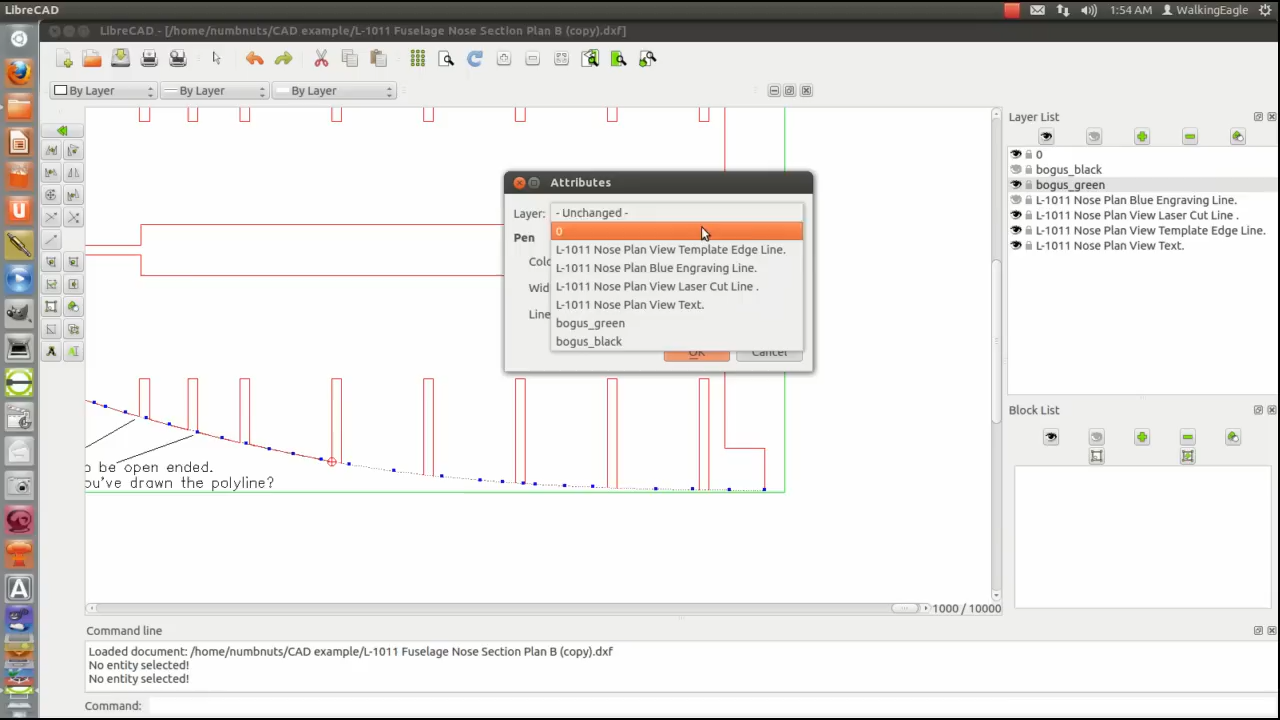 LibreCAD
1:54 AM
WalkingEagle
LibreCAD - [/home/numbnuts/CAD example/L-1011 Fuselage Nose Section Plan B (copy).dxf]
By Layer
By Layer
By Layer
Layer List
0
bogus_black
bogus_green
L-1011 Nose Plan Blue Engraving Line.
L-1011 Nose Plan View Laser Cut Line .
L-1011 Nose Plan View Template Edge Line.
L-1011 Nose Plan View Text.
Attributes
Layer:
- Unchanged -
0
L-1011 Nose Plan View Template Edge Line.
L-1011 Nose Plan Blue Engraving Line.
L-1011 Nose Plan View Laser Cut Line .
L-1011 Nose Plan View Text.
bogus_green
bogus_black
Pen
Colo
Wid
Line
OK
Cancel
o be open ended.
ou've drawn the polyline?
Block List
1000 / 10000
Command line
Loaded document: /home/numbnuts/CAD example/L-1011 Fuselage Nose Section Plan B (copy).dxf
No entity selected!
No entity selected!
Command: